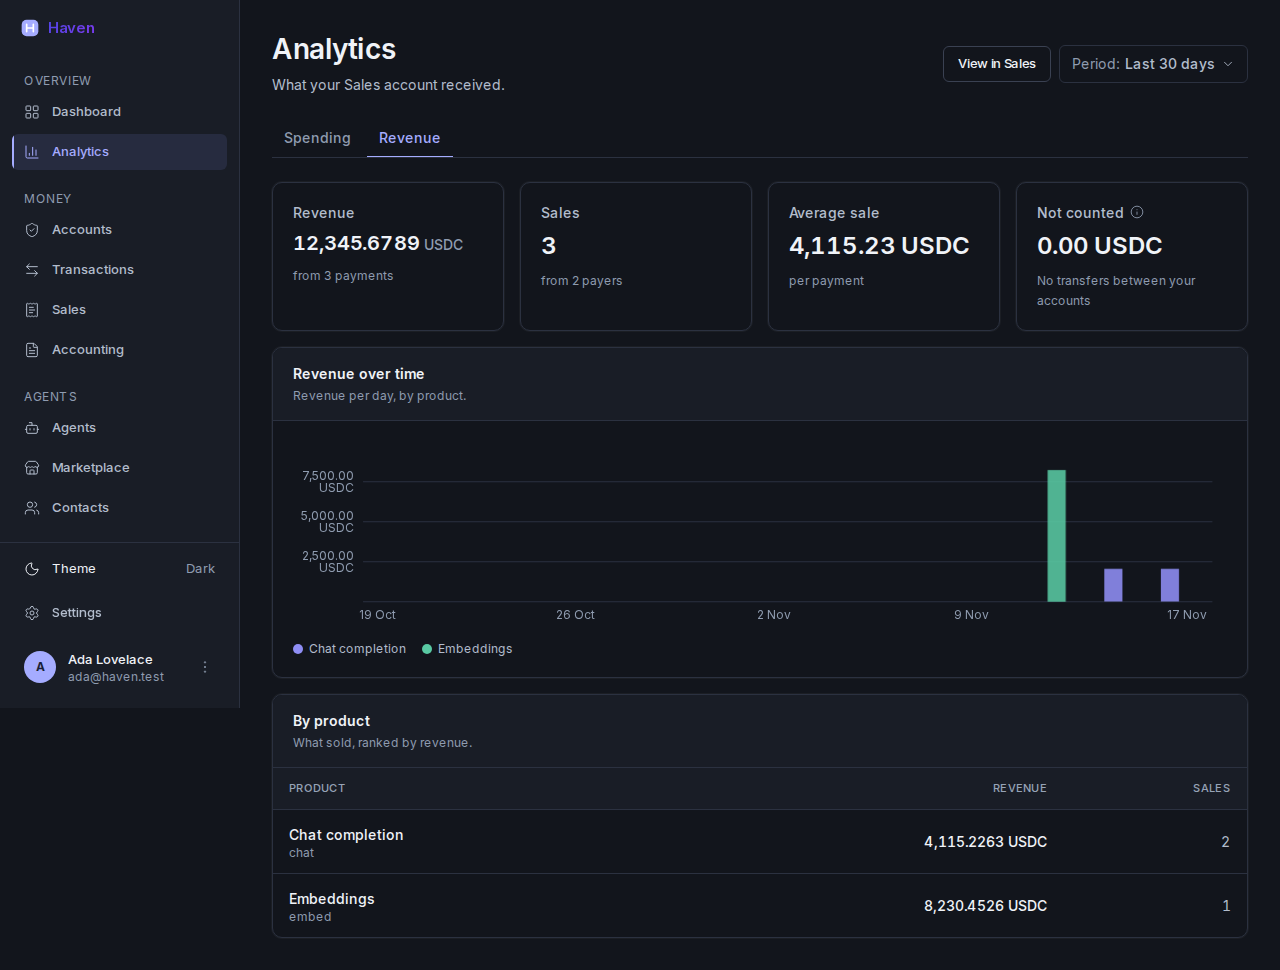 Haven
OVERVIEW
Dashboard
Analytics
MONEY
Accounts
Transactions
Sales
Accounting
AGENTS
Agents
Marketplace
Contacts
Theme Dark
Settings
A
Ada Lovelace
ada@haven.test
Analytics
What your Sales account received.
View in Sales
Period: Last 30 days
Spending Revenue
Revenue
12,345.6789 USDC
from 3 payments
Sales
3
from 2 payers
Average sale
4,115.23 USDC
per payment
Not counted
0.00 USDC
No transfers between your
accounts
Revenue over time
Revenue per day, by product.
7,500.00
USDC
5,000.00
USDC
2,500.00
USDC
19 Oct 26 Oct 2 Nov 9 Nov 17 Nov
Chat completion Embeddings
By product
What sold, ranked by revenue.
PRODUCT REVENUE SALES
Chat completion
chat
4,115.2263 USDC 2
Embeddings
embed
8,230.4526 USDC 1